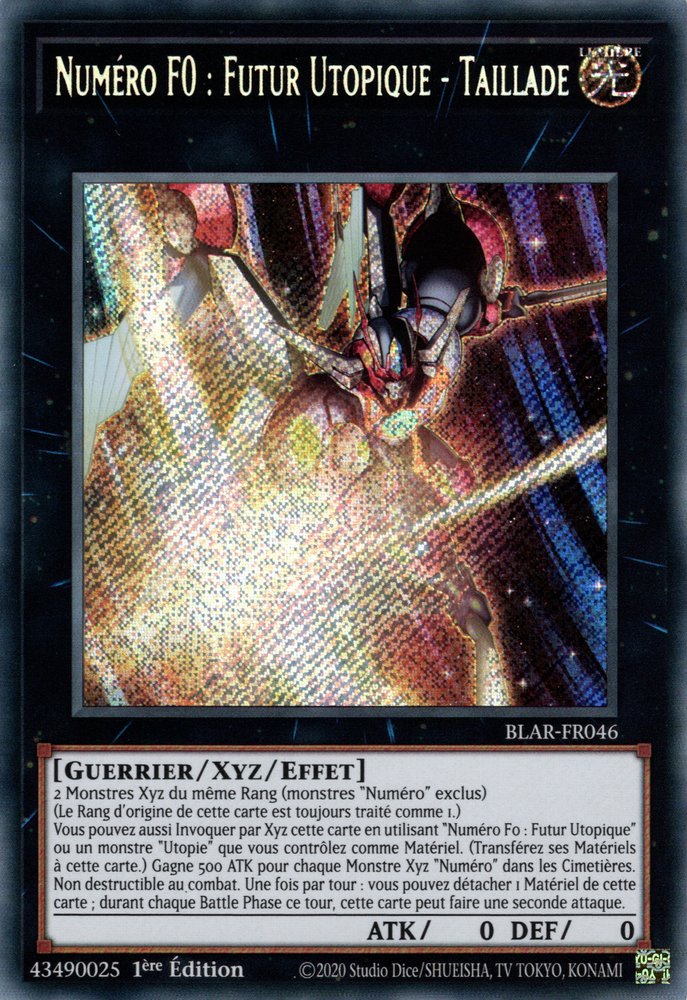 Numéro F0 : Futur Utopique - Taillade
LUMIÈRE
光
BLAR-FR046
[Guerrier/Xyz/Effet]
2 Monstres Xyz du même Rang (monstres "Numéro" exclus)
(Le Rang d'origine de cette carte est toujours traité comme 1.)
Vous pouvez aussi Invoquer par Xyz cette carte en utilisant "Numéro F0 : Futur Utopique"
ou un monstre "Utopie" que vous contrôlez comme Matériel. (Transférez ses Matériels
à cette carte.) Gagne 500 ATK pour chaque Monstre Xyz "Numéro" dans les Cimetières.
Non destructible au combat. Une fois par tour : vous pouvez détacher 1 Matériel de cette
carte ; durant chaque Battle Phase ce tour, cette carte peut faire une seconde attaque.
ATK/ 0 DEF/ 0
43490025 1ère Édition ©2020 Studio Dice/SHUEISHA, TV TOKYO, KONAMI